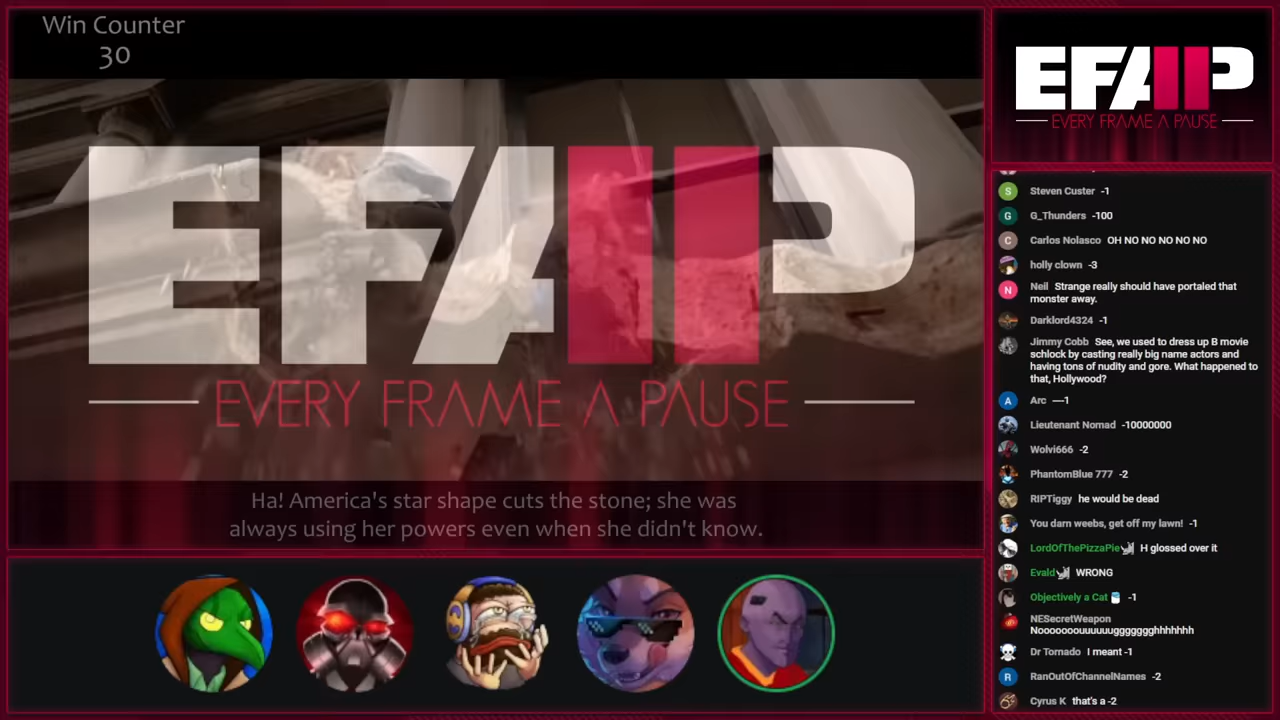 Win Counter
30
EFAP
EVERY FRAME A PAUSE
Ha! America's star shape cuts the stone; she was
always using her powers even when she didn't know.
EFAP
EVERY FRAME A PAUSE
S Steven Custer -1
G G_Thunders -100
C Carlos Nolasco OH NO NO NO NO NO
holly clown -3
N Neil Strange really should have portaled that
monster away.
Darklord4324 -1
Jimmy Cobb See, we used to dress up B movie
schlock by casting really big name actors and
having tons of nudity and gore. What happened to
that, Hollywood?
A Arc —-1
Lieutenant Nomad -10000000
Wolvi666 -2
PhantomBlue 777 -2
RIPTiggy he would be dead
You darn weebs, get off my lawn! -1
LordOfThePizzaPie H glossed over it
Evald WRONG
Objectively a Cat -1
NESecretWeapon
Noooooooouuuuuuggggggghhhhhhh
Dr Tornado I meant -1
R RanOutOfChannelNames -2
Cyrus K that's a -2